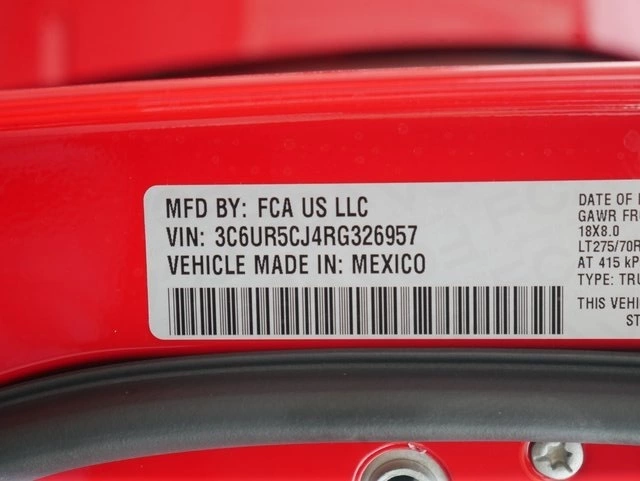 MFD BY: FCA US LLC
VIN: 3C6UR5CJ4RG326957
VEHICLE MADE IN: MEXICO
DATE OF
GAWR FR
18X8.0
LT275/70R
AT 415 kP
TYPE: TRU
THIS VEHI
ST